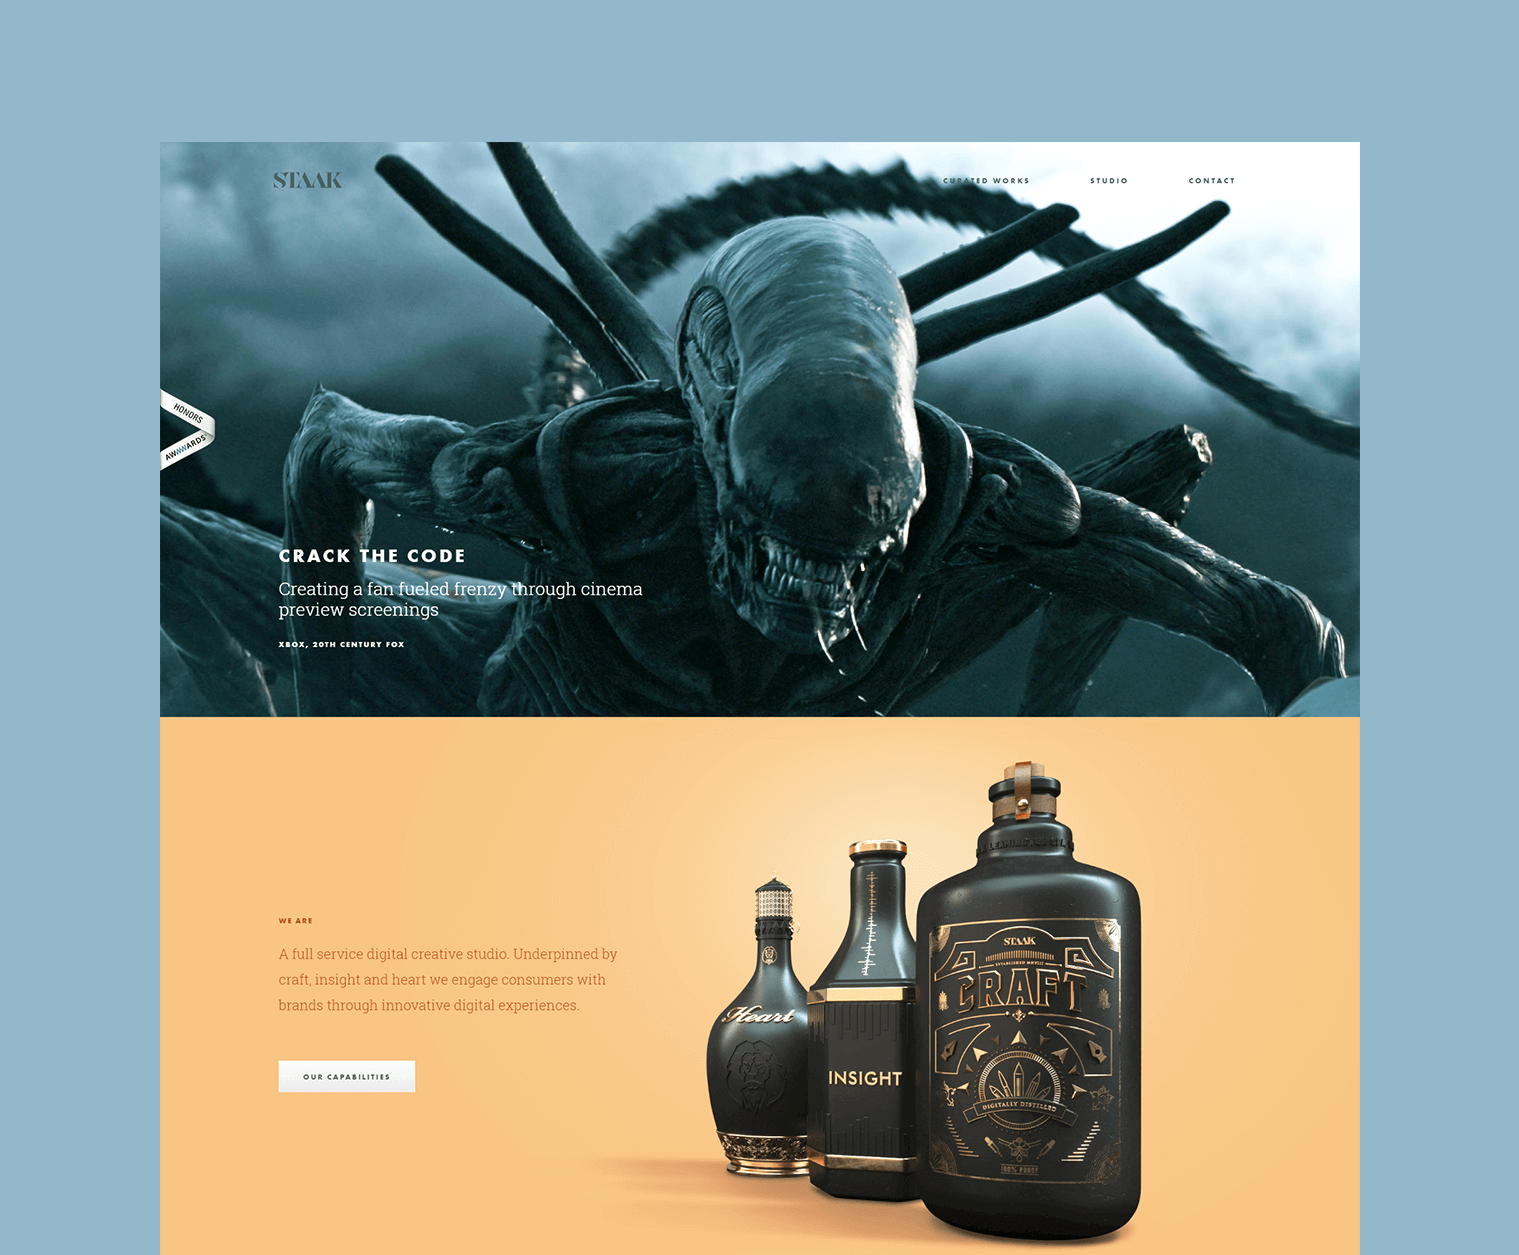 STAAK
CURATED WORKS
STUDIO
CONTACT
HONORS
AWWWARDS
CRACK THE CODE
Creating a fan fueled frenzy through cinema
preview screenings
XBOX, 20TH CENTURY FOX
WE ARE
A full service digital creative studio. Underpinned by
craft, insight and heart we engage consumers with
brands through innovative digital experiences.
OUR CAPABILITIES
Heart
INSIGHT
STAAK
CRAFT
DIGITALLY DISTILLED
100% PROOF